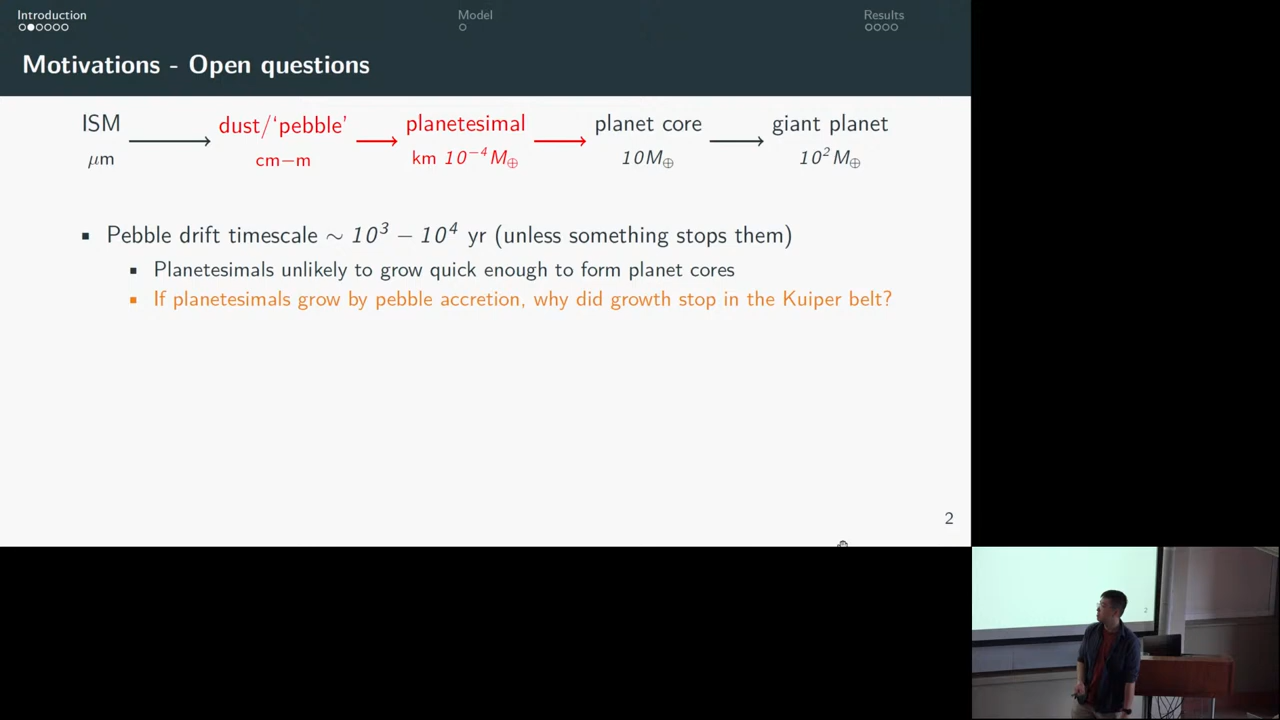 Introduction
Model
Results
Motivations - Open questions
ISM → dust/‘pebble’ → planetesimal → planet core → giant planet
μm cm−m km 10⁻⁴M⊕ 10M⊕ 10²M⊕
▪ Pebble drift timescale ∼ 10³ − 10⁴ yr (unless something stops them)
▪ Planetesimals unlikely to grow quick enough to form planet cores
▪ If planetesimals grow by pebble accretion, why did growth stop in the Kuiper belt?
2
2